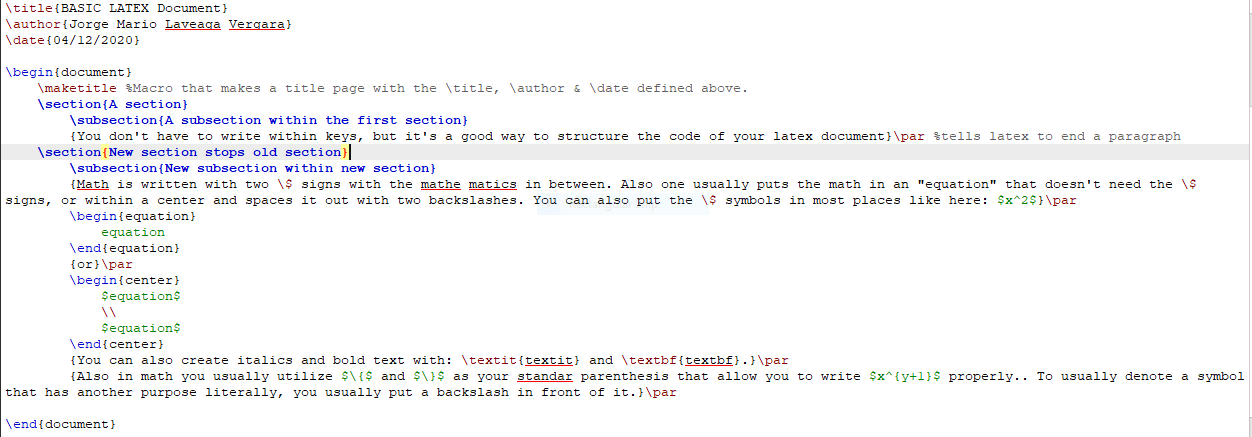 \title{BASIC LATEX Document}
\author{Jorge Mario Laveaga Vergara}
\date{04/12/2020}
\begin{document}
\maketitle %Macro that makes a title page with the \title, \author & \date defined above.
\section{A section}
\subsection{A subsection within the first section}
{You don't have to write within keys, but it's a good way to structure the code of your latex document}\par %tells latex to end a paragraph
\section{New section stops old section}
\subsection{New subsection within new section}
{Math is written with two \$ signs with the mathe matics in between. Also one usually puts the math in an "equation" that doesn't need the \$
signs, or within a center and spaces it out with two backslashes. You can also put the \$ symbols in most places like here: $x^2$}\par
\begin{equation}
equation
\end{equation}
{or}\par
\begin{center}
$equation$
\\
$equation$
\end{center}
{You can also create italics and bold text with: \textit{textit} and \textbf{textbf}.}\par
{Also in math you usually utilize $\{$ and $\}$ as your standar parenthesis that allow you to write $x^{y+1}$ properly.. To usually denote a symbol
that has another purpose literally, you usually put a backslash in front of it.}\par
\end{document}